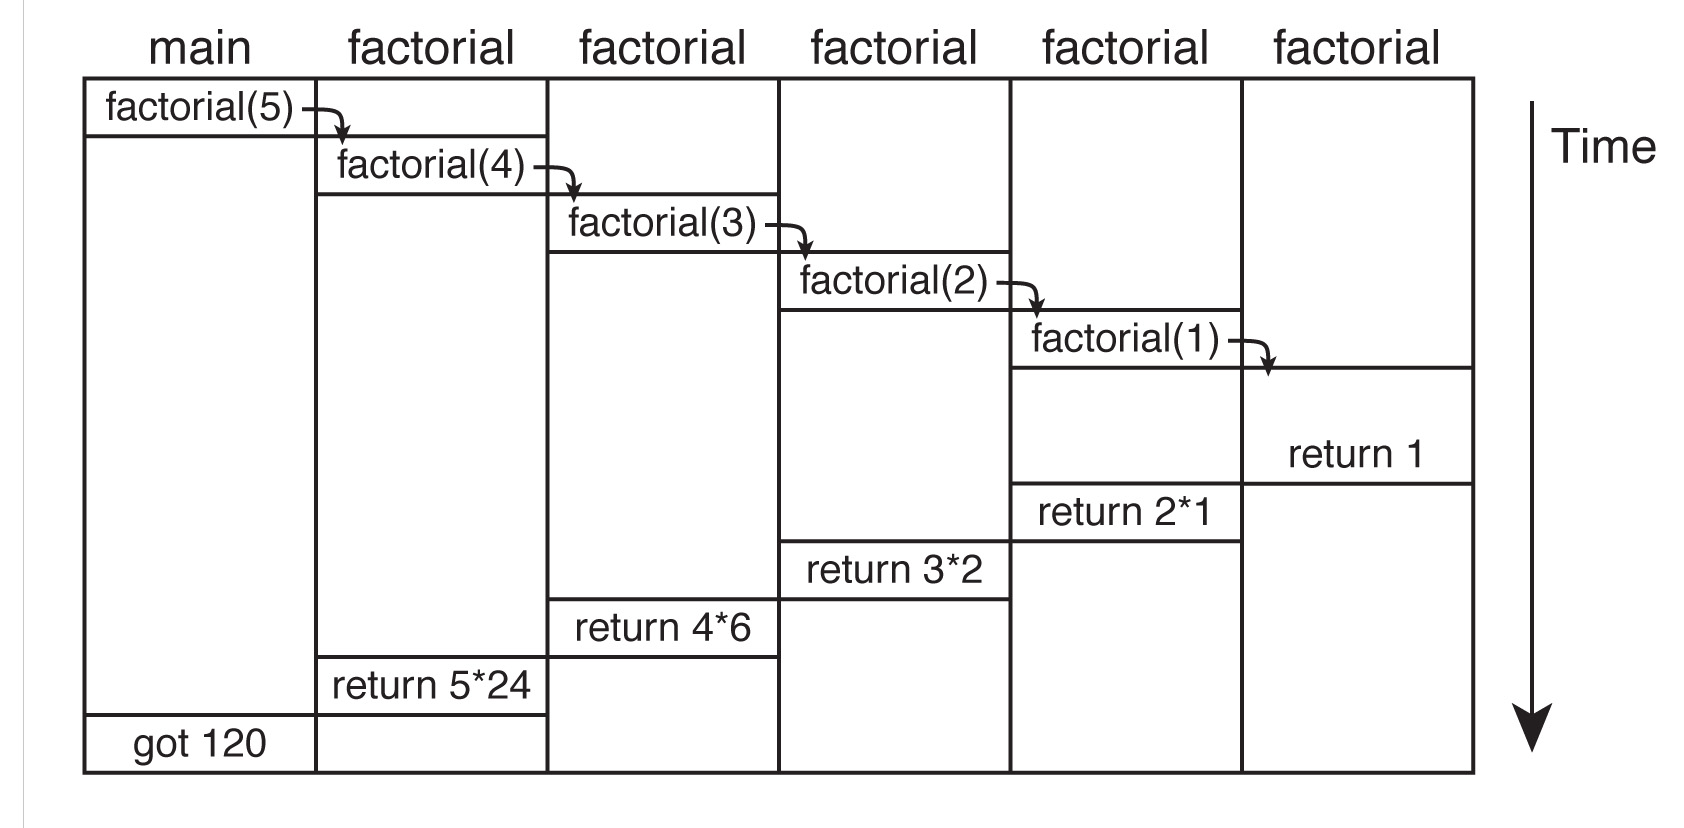 main factorial factorial factorial factorial factorial
factorial(5)
Time
factorial(4)
factorial(3)
factorial(2)
factorial(1)
return 1
return 2*1
return 3*2
return 4*6
return 5*24
got 120